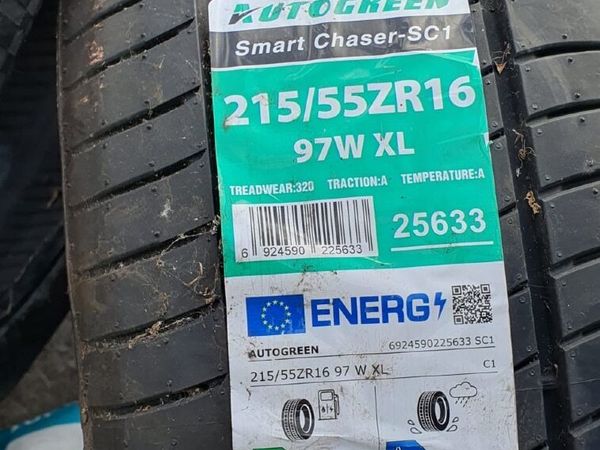 AUTOGREEN
Smart Chaser-SC1
215/55ZR16
97W XL
TREADWEAR:320 TRACTION:A TEMPERATURE:A
6 924590 225633
25633
ENERG
AUTOGREEN 6924590225633 SC1
215/55ZR16 97 W XL C1